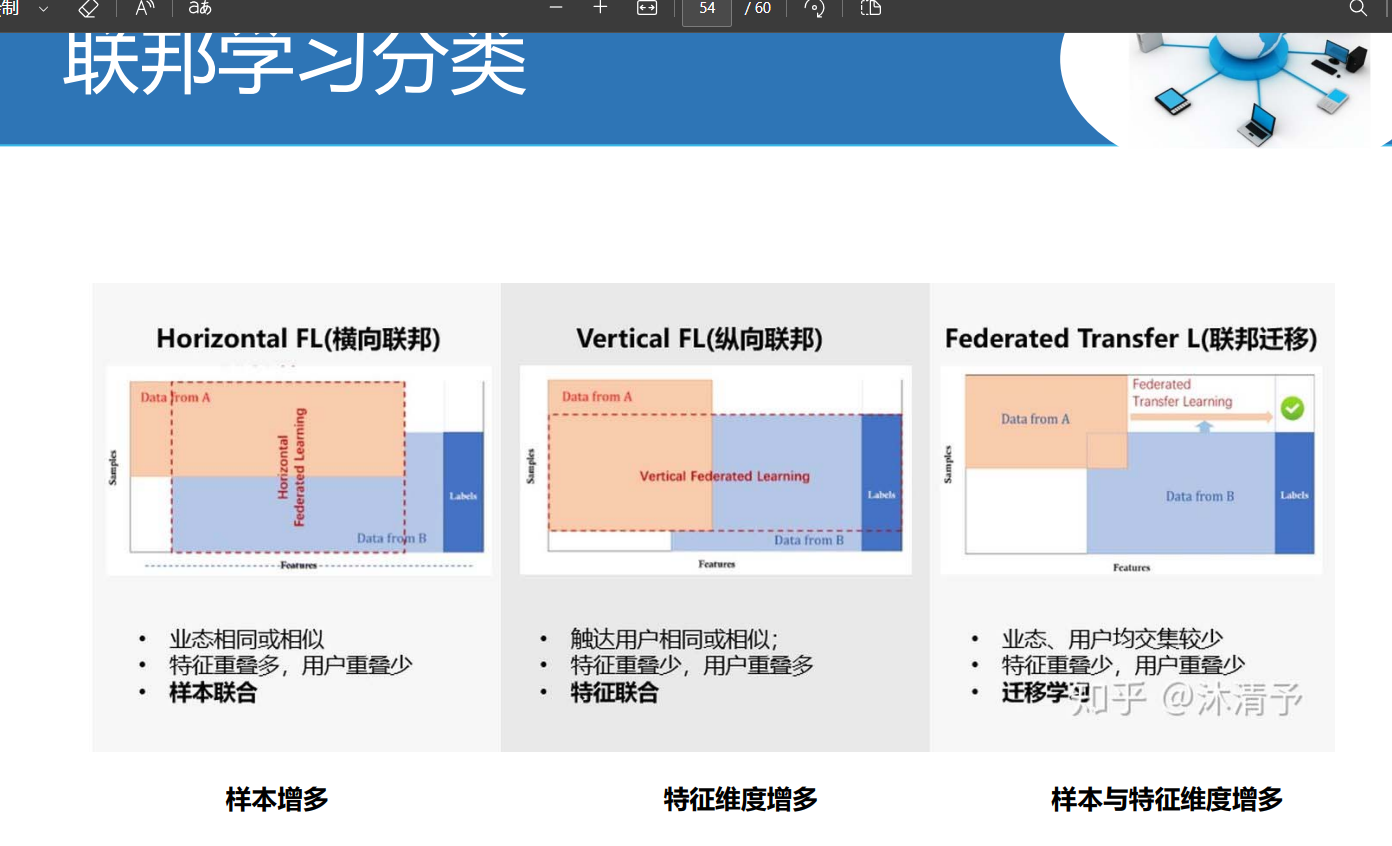 制
aあ
54 / 60
联邦学习分类
Horizontal FL(横向联邦)
Data from A
Horizontal
Federated Learning
Samples
Labels
Data from B
Features
业态相同或相似
特征重叠多，用户重叠少
样本联合
样本增多
Vertical FL(纵向联邦)
Data from A
Samples
Vertical Federated Learning
Labels
Data from B
Features
触达用户相同或相似；
特征重叠少，用户重叠多
特征联合
特征维度增多
Federated Transfer L(联邦迁移)
Federated
Transfer Learning
Data from A
Samples
Data from B
Labels
Features
业态、用户均交集较少
特征重叠少，用户重叠少
迁移学习
知乎 @沐清予
样本与特征维度增多